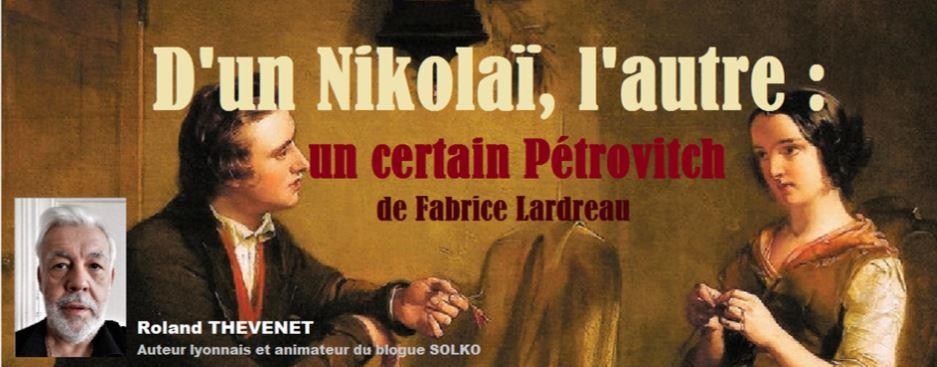 D'un Nikolaï, l'autre :
un certain Pétrovitch
de Fabrice Lardreau
Roland THEVENET
Auteur lyonnais et animateur du blogue SOLKO